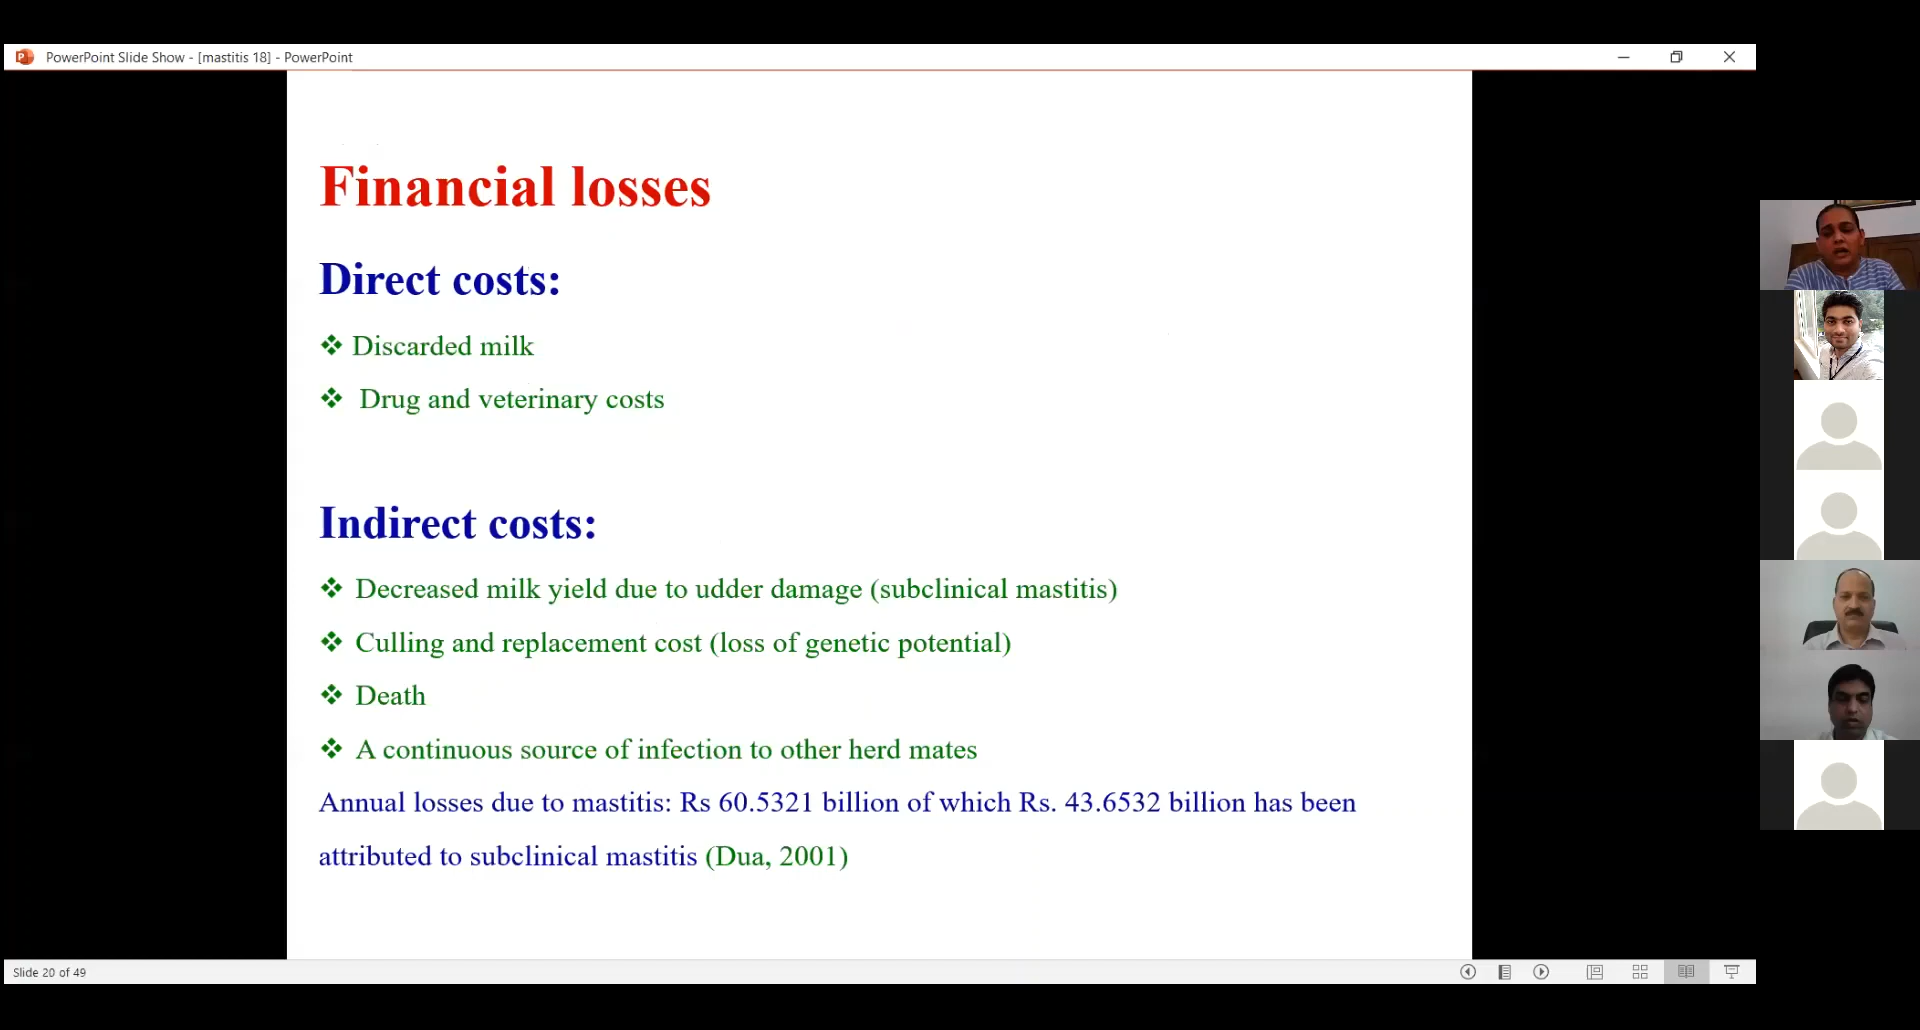 PowerPoint Slide Show - [mastitis 18] - PowerPoint
Financial losses
Direct costs:
❖ Discarded milk
❖ Drug and veterinary costs
Indirect costs:
❖ Decreased milk yield due to udder damage (subclinical mastitis)
❖ Culling and replacement cost (loss of genetic potential)
❖ Death
❖ A continuous source of infection to other herd mates
Annual losses due to mastitis: Rs 60.5321 billion of which Rs. 43.6532 billion has been
attributed to subclinical mastitis (Dua, 2001)
Slide 20 of 49